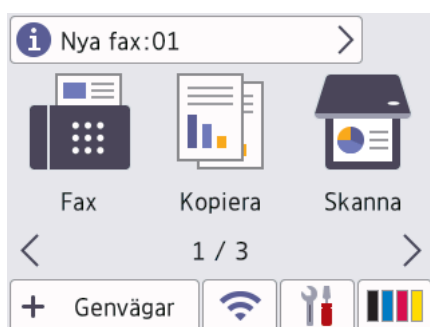 Nya fax:01
Fax Kopiera Skanna
1 / 3
+ Genvägar